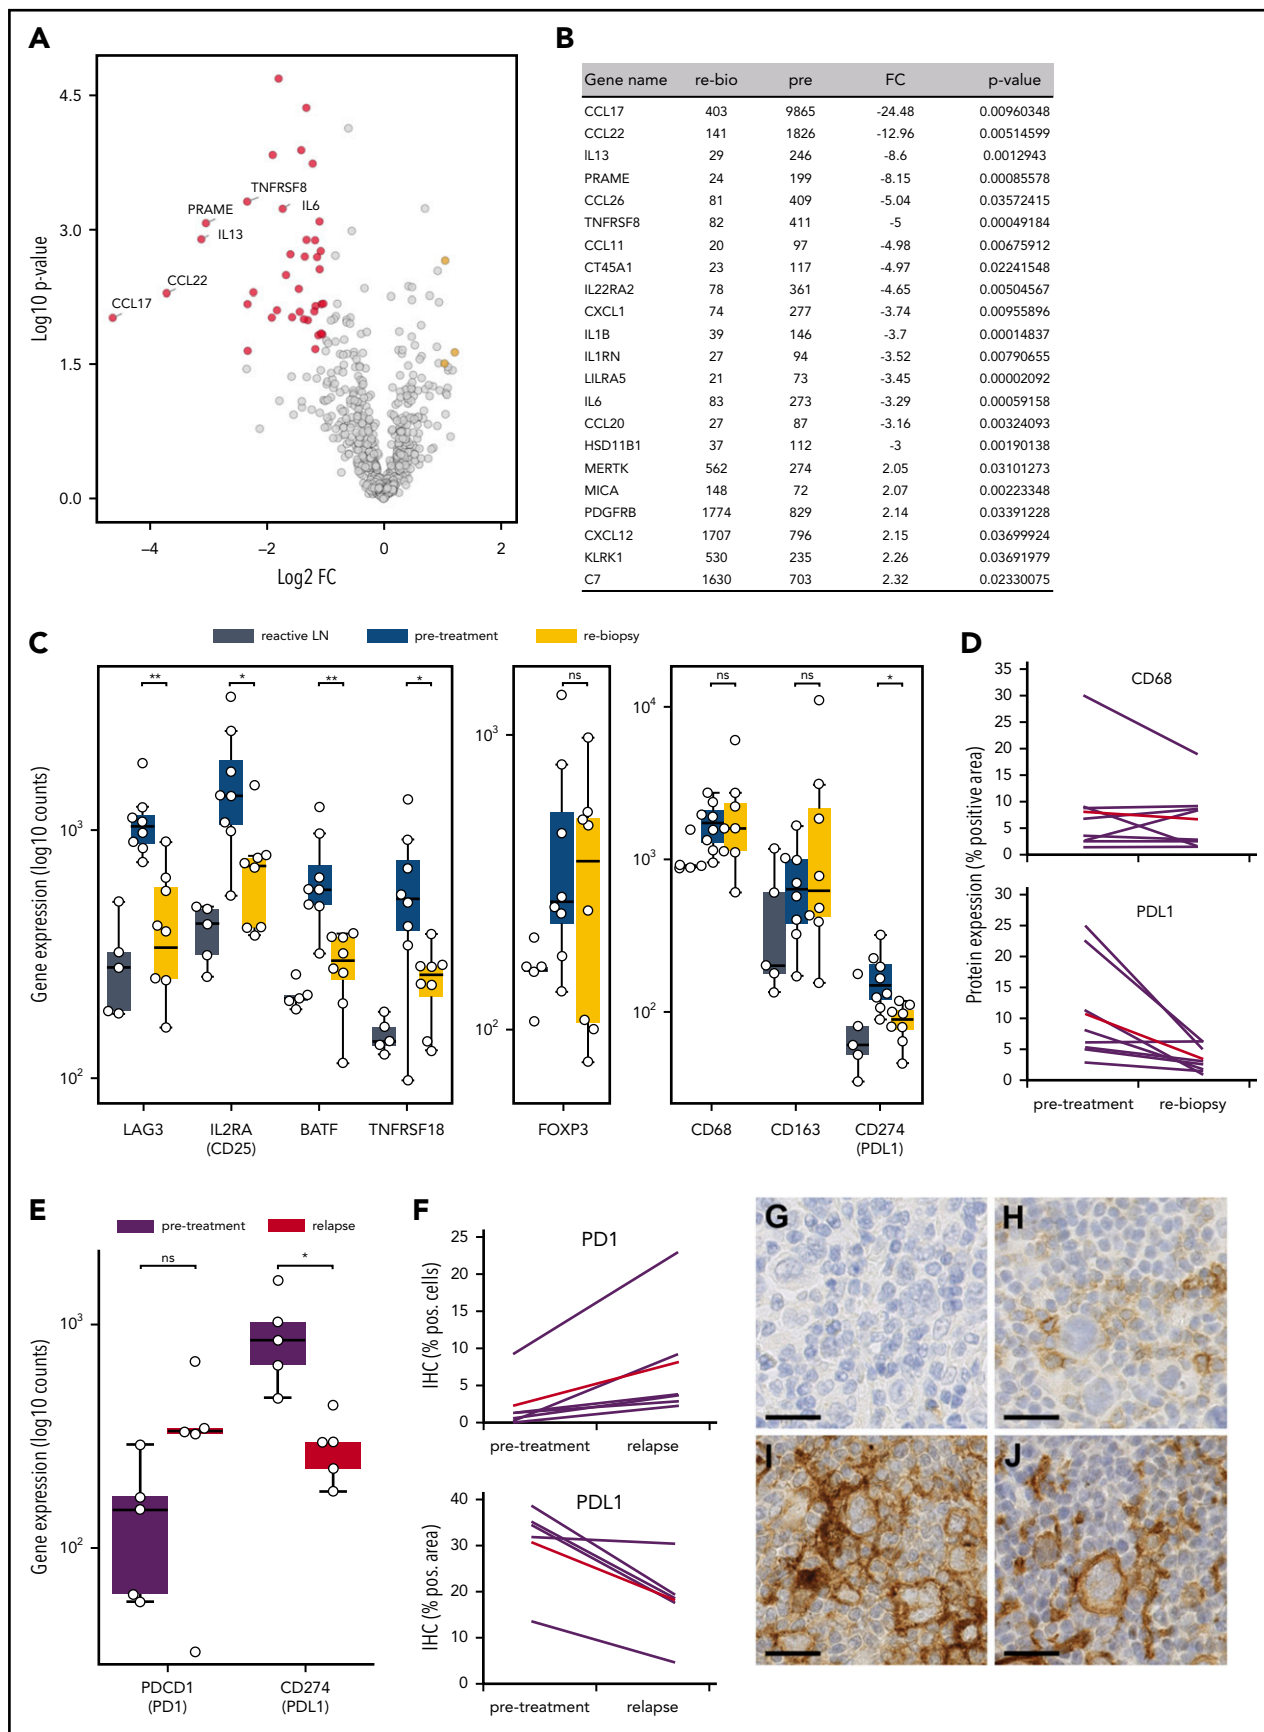 A
Log10 p-value
4.5
3.0
1.5
0.0
TNFRSF8
IL6
PRAME
IL13
CCL22
CCL17
−4
−2
0
2
Log2 FC
B
Gene name re-bio pre FC p-value
CCL17 403 9865 -24.48 0.00960348
CCL22 141 1826 -12.96 0.00514599
IL13 29 246 -8.6 0.0012943
PRAME 24 199 -8.15 0.00085578
CCL26 81 409 -5.04 0.03572415
TNFRSF8 82 411 -5 0.00049184
CCL11 20 97 -4.98 0.00675912
CT45A1 23 117 -4.97 0.02241548
IL22RA2 78 361 -4.65 0.00504567
CXCL1 74 277 -3.74 0.00955896
IL1B 39 146 -3.7 0.00014837
IL1RN 27 94 -3.52 0.00790655
LILRA5 21 73 -3.45 0.00002092
IL6 83 273 -3.29 0.00059158
CCL20 27 87 -3.16 0.00324093
HSD11B1 37 112 -3 0.00190138
MERTK 562 274 2.05 0.03101273
MICA 148 72 2.07 0.00223348
PDGFRB 1774 829 2.14 0.03391228
CXCL12 1707 796 2.15 0.03699924
KLRK1 530 235 2.26 0.03691979
C7 1630 703 2.32 0.02330075
C
reactive LN pre-treatment re-biopsy
Gene expression (log10 counts)
10³
10²
** * ** *
LAG3 IL2RA BATF TNFRSF18
(CD25)
10³
10²
ns
FOXP3
10⁴
10³
10²
ns ns *
CD68 CD163 CD274
(PDL1)
D
Protein expession (% positive area)
CD68
35
30
25
20
15
10
5
0
PDL1
30
25
20
15
10
5
0
pre-treatment re-biopsy
E
pre-treatment relapse
Gene expression (log10 counts)
10³
10²
ns *
PDCD1 CD274
(PD1) (PDL1)
F
PD1
IHC (% pos. cells)
25
20
15
10
5
0
pre-treatment relapse
PDL1
IHC (% pos. area)
40
30
20
10
0
pre-treatment relapse
G
H
I
J